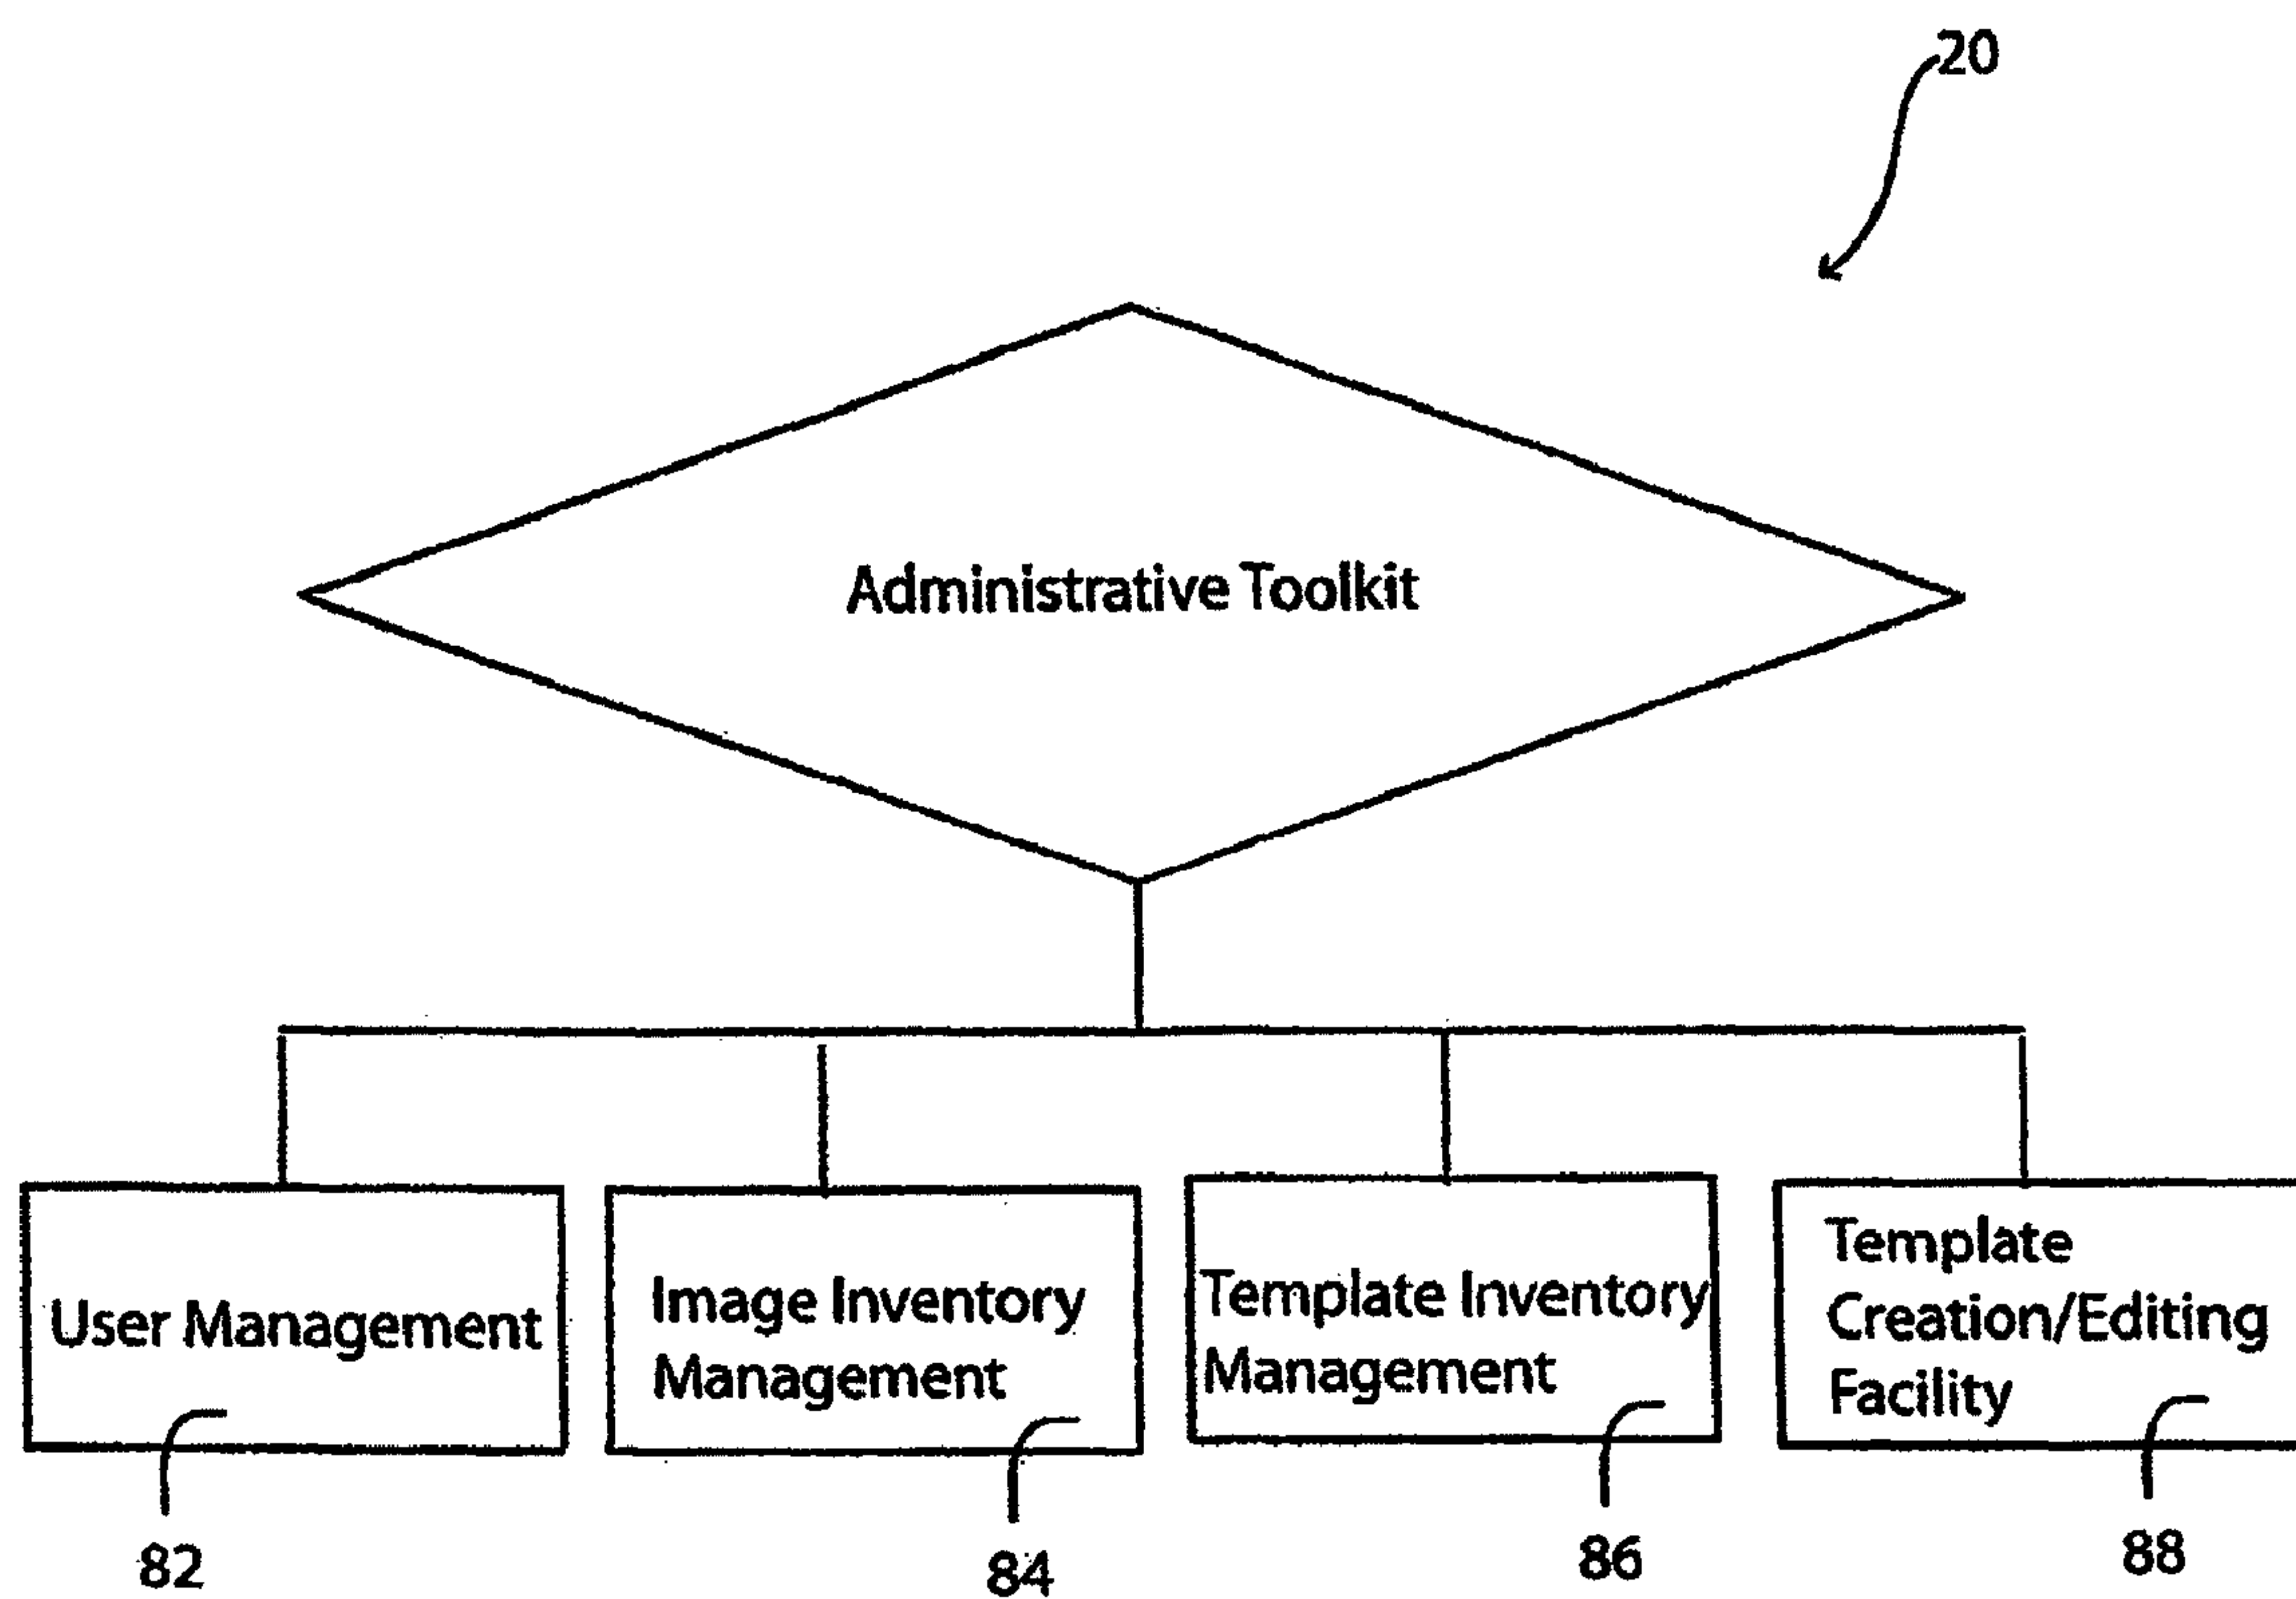 20
Administrative Toolkit
User Management
Image Inventory
Management
Template Inventory
Management
Template
Creation/Editing
Facility
82
84
86
88